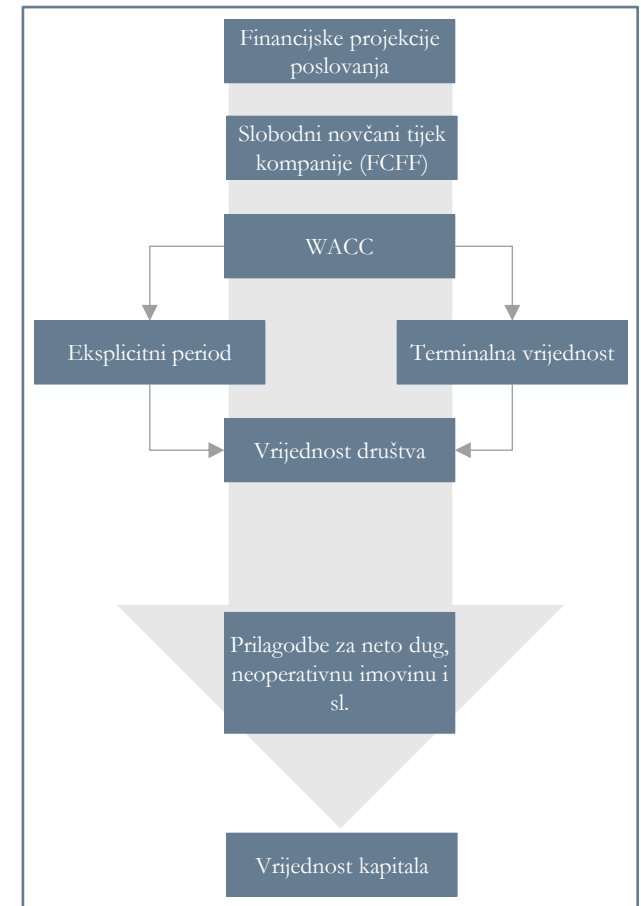 Financijske projekcije
poslovanja
Slobodni novčani tijek
kompanije (FCFF)
WACC
Eksplicitni period
Terminalna vrijednost
Vrijednost društva
Prilagodbe za neto dug,
neoperativnu imovinu i
sl.
Vrijednost kapitala